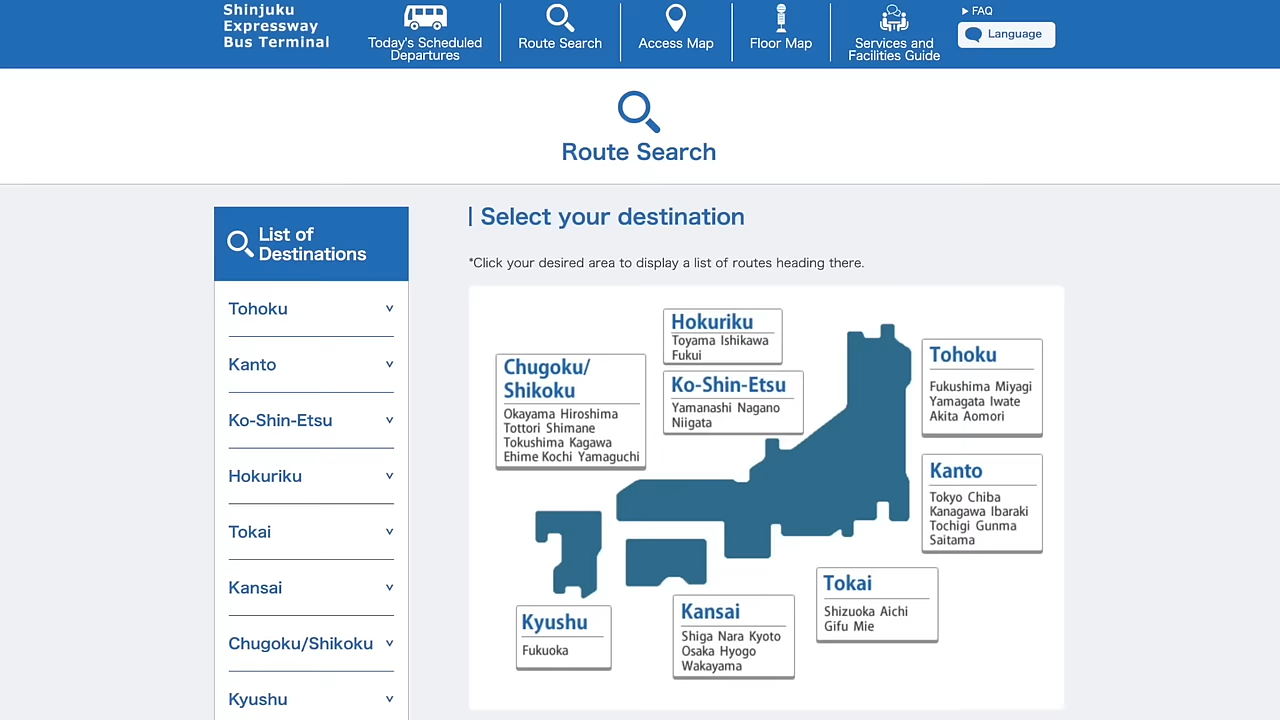 Shinjuku
Expressway
Bus Terminal
Today's Scheduled
Departures
Route Search
Access Map
Floor Map
Services and
Facilities Guide
FAQ
Language
Route Search
List of
Destinations
Tohoku
Kanto
Ko-Shin-Etsu
Hokuriku
Tokai
Kansai
Chugoku/Shikoku
Kyushu
Select your destination
*Click your desired area to display a list of routes heading there.
Hokuriku
Toyama Ishikawa
Fukui
Chugoku/
Shikoku
Okayama Hiroshima
Tottori Shimane
Tokushima Kagawa
Ehime Kochi Yamaguchi
Ko-Shin-Etsu
Yamanashi Nagano
Niigata
Tohoku
Fukushima Miyagi
Yamagata Iwate
Akita Aomori
Kanto
Tokyo Chiba
Kanagawa Ibaraki
Tochigi Gunma
Saitama
Tokai
Shizuoka Aichi
Gifu Mie
Kansai
Shiga Nara Kyoto
Osaka Hyogo
Wakayama
Kyushu
Fukuoka